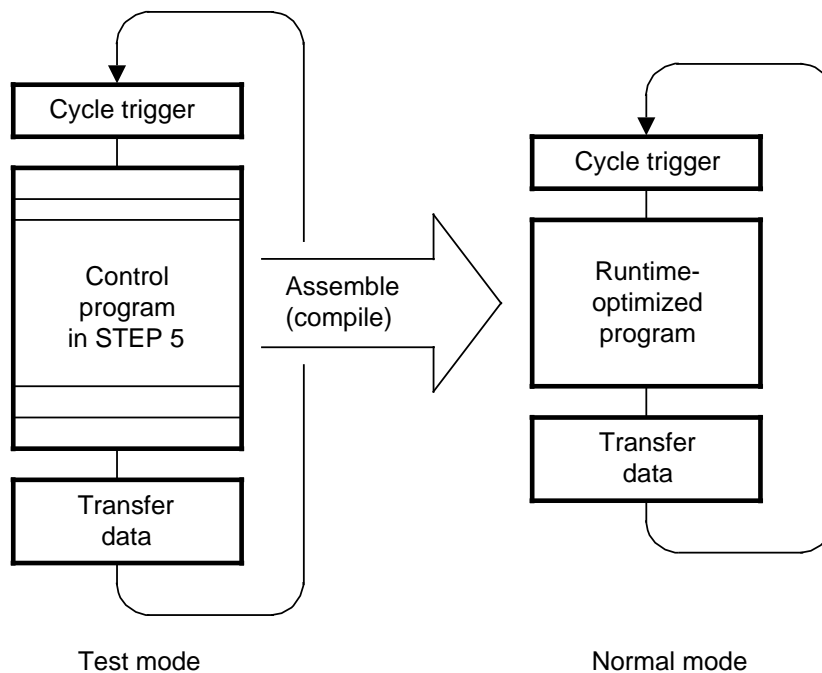 Cycle trigger
Control
program
in STEP 5
Transfer
data
Assemble
(compile)
Cycle trigger
Runtime-
optimized
program
Transfer
data
Test mode
Normal mode